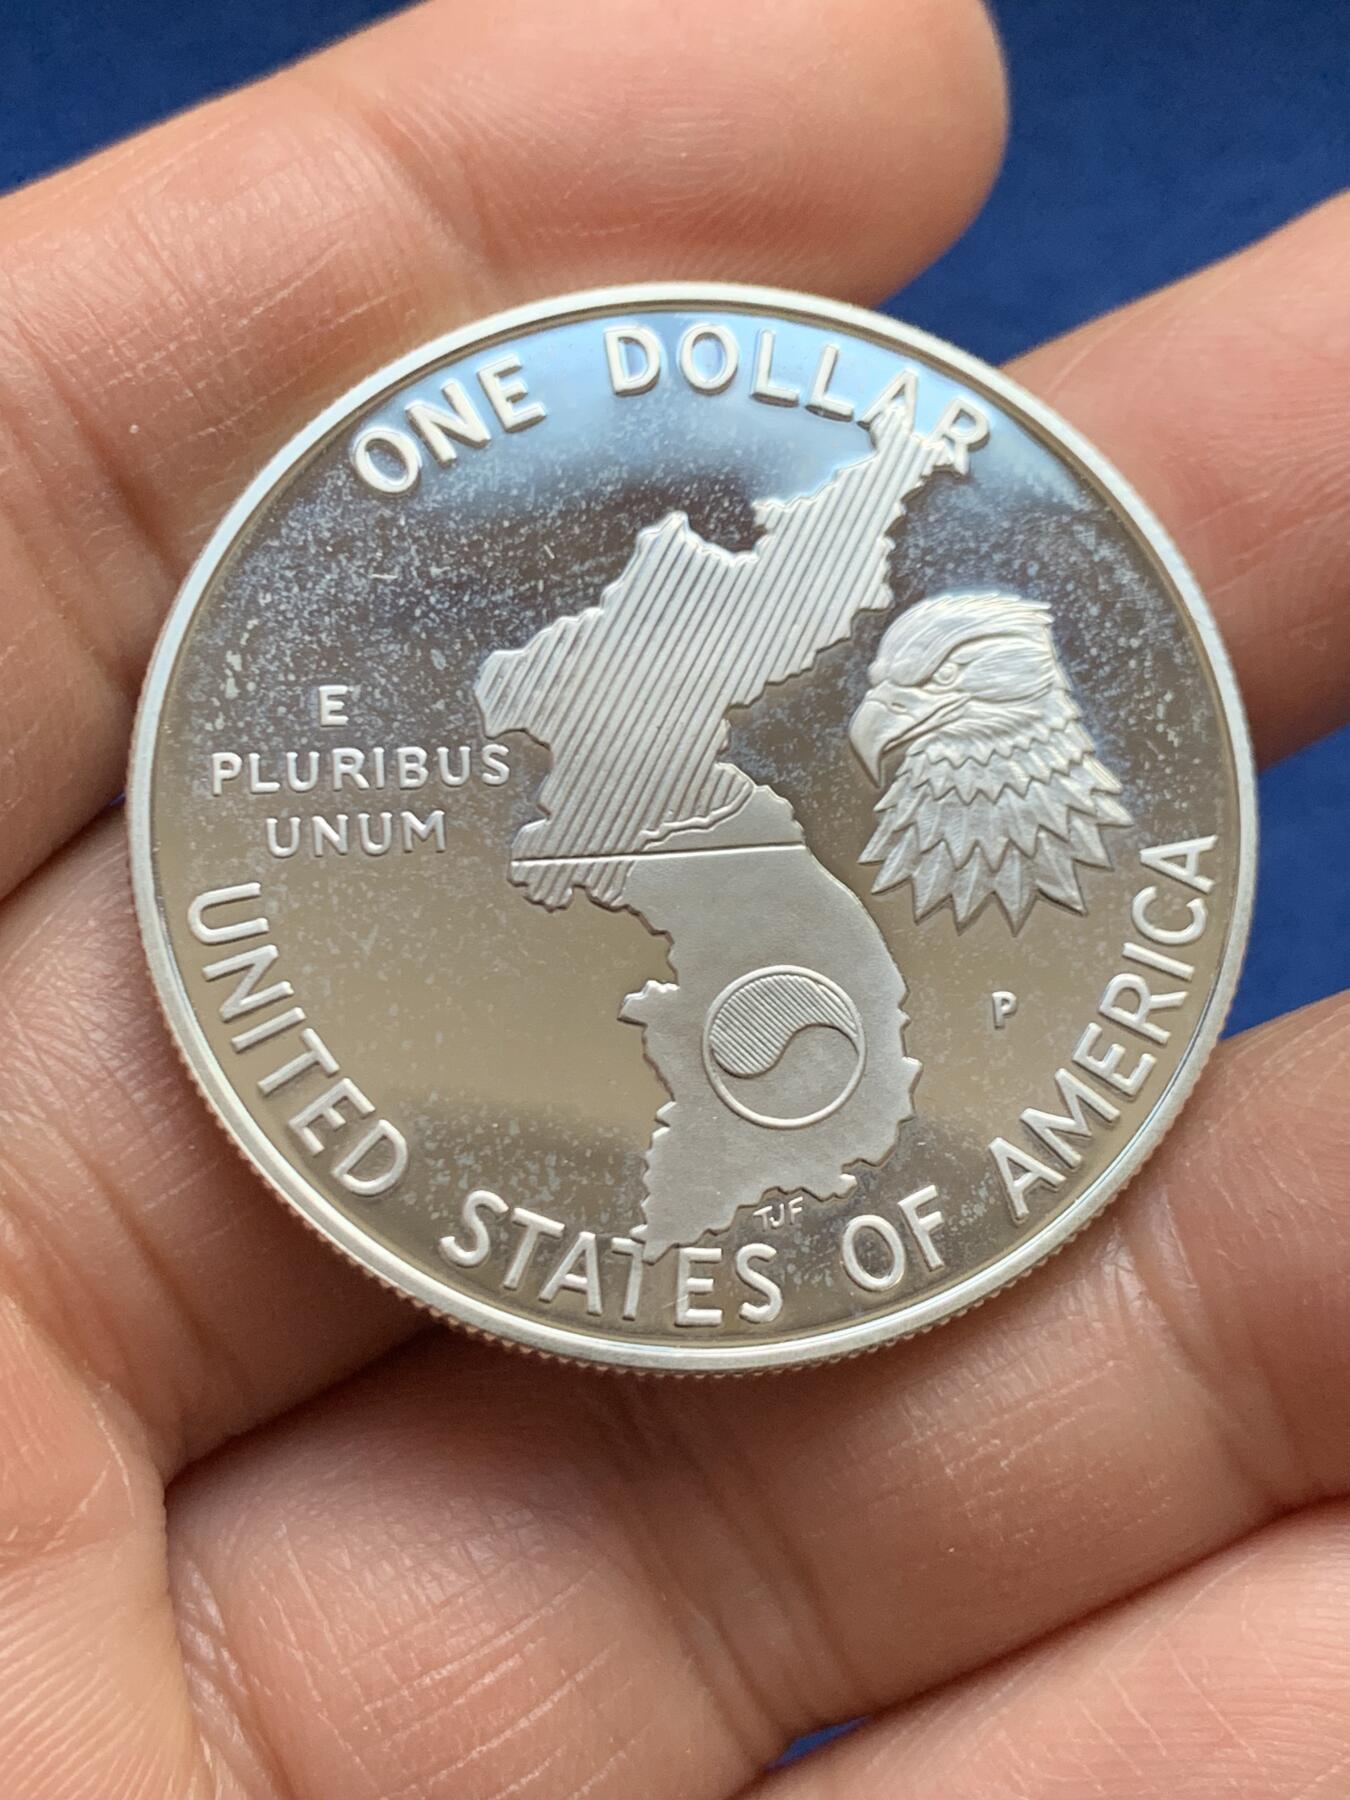 ONE DOLLAR
E
PLURIBUS
UNUM
P
TJF
UNITED STATES OF AMERICA